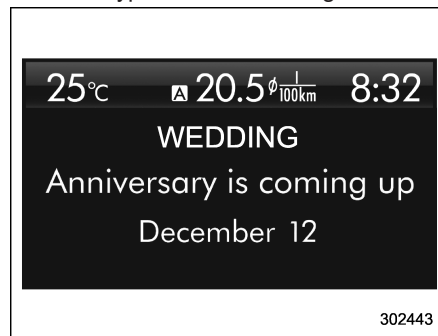 25°C A 20.5 ø l/100km 8:32
WEDDING
Anniversary is coming up
December 12
302443